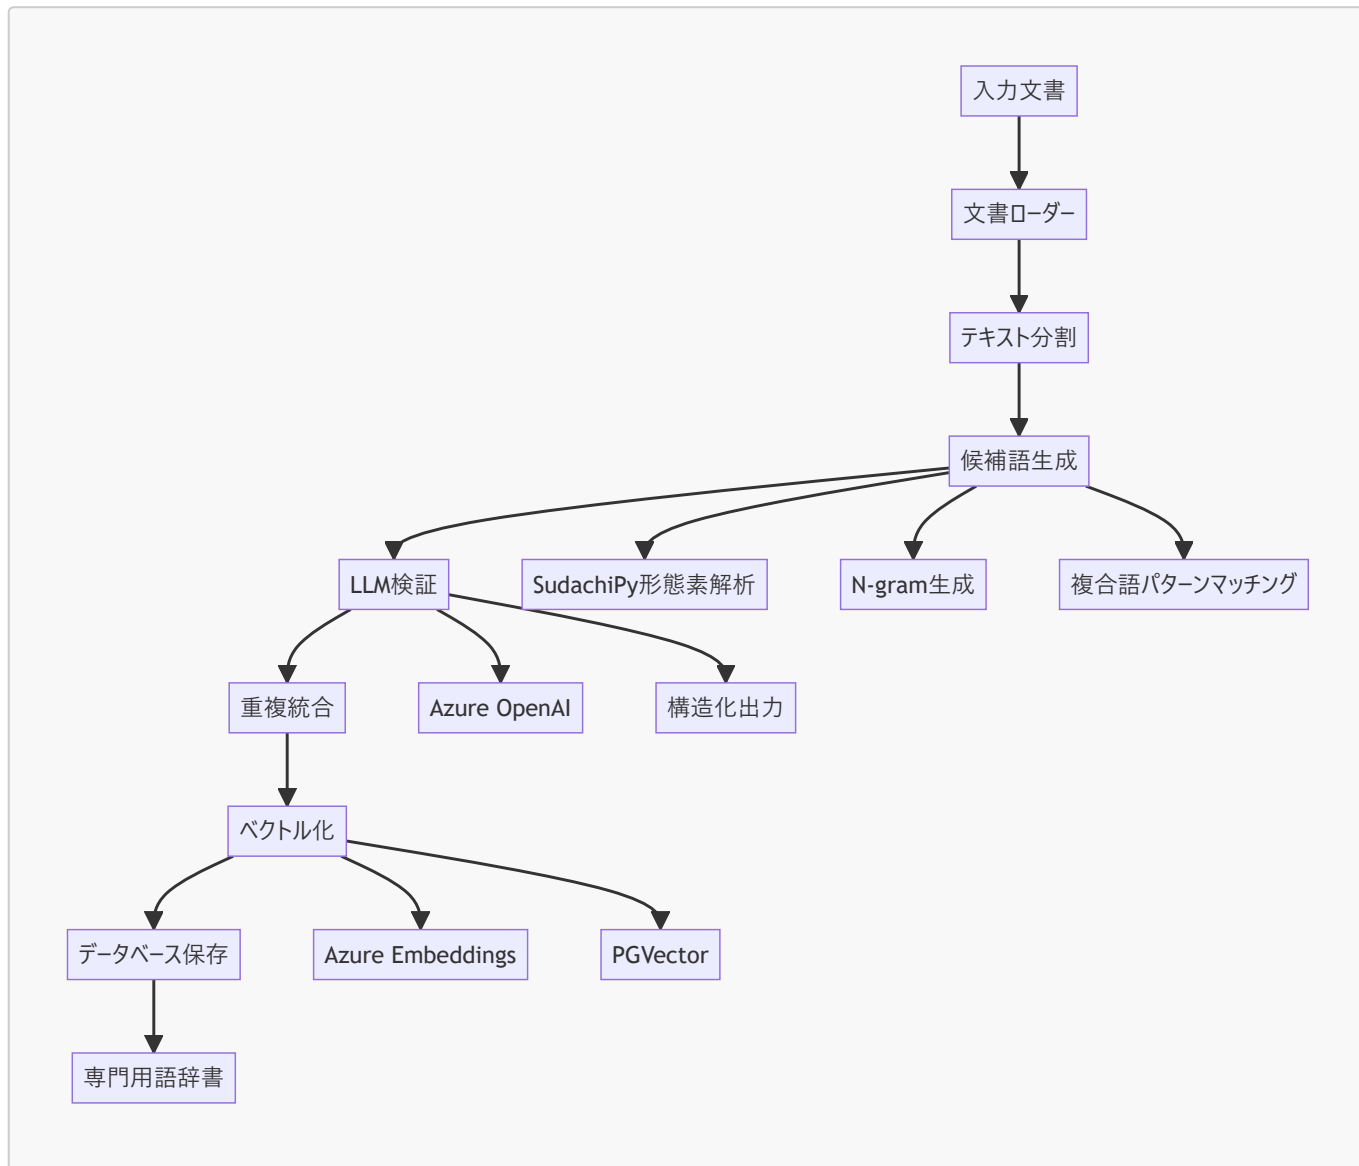 入力文書
文書ローダー
テキスト分割
候補語生成
LLM検証
SudachiPy形態素解析
N-gram生成
複合語パターンマッチング
重複統合
Azure OpenAI
構造化出力
ベクトル化
データベース保存
Azure Embeddings
PGVector
専門用語辞書